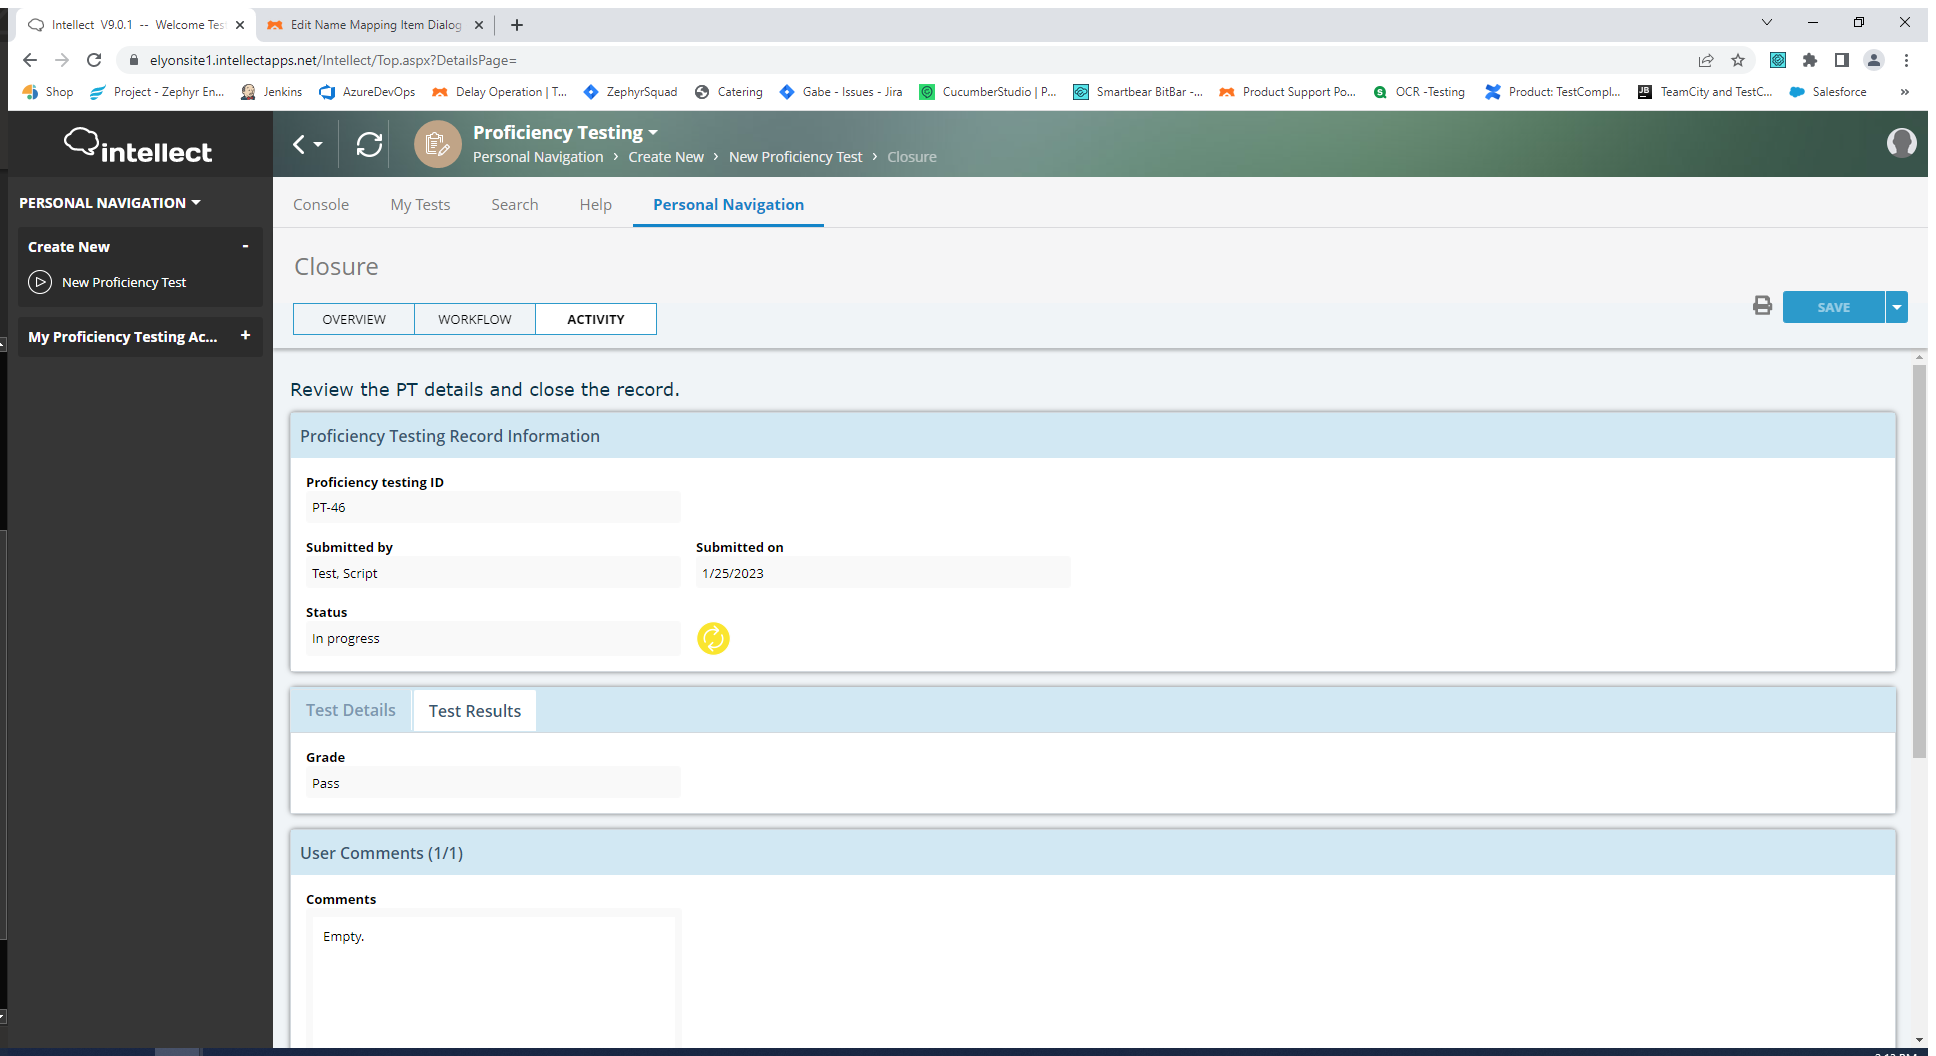 Intellect V9.0.1 -- Welcome Tes
Edit Name Mapping Item Dialog
elyonsite1.intellectapps.net/Intellect/Top.aspx?DetailsPage=
Shop
Project - Zephyr En...
Jenkins
AzureDevOps
Delay Operation | T...
ZephyrSquad
Catering
Gabe - Issues - Jira
CucumberStudio | P...
Smartbear BitBar -...
Product Support Po...
OCR -Testing
Product: TestCompl...
TeamCity and TestC...
Salesforce
»
intellect
Proficiency Testing
Personal Navigation › Create New › New Proficiency Test › Closure
PERSONAL NAVIGATION
Create New -
New Proficiency Test
My Proficiency Testing Ac... +
Console
My Tests
Search
Help
Personal Navigation
Closure
OVERVIEW
WORKFLOW
ACTIVITY
SAVE
Review the PT details and close the record.
Proficiency Testing Record Information
Proficiency testing ID
PT-46
Submitted by
Test, Script
Submitted on
1/25/2023
Status
In progress
Test Details
Test Results
Grade
Pass
User Comments (1/1)
Comments
Empty.